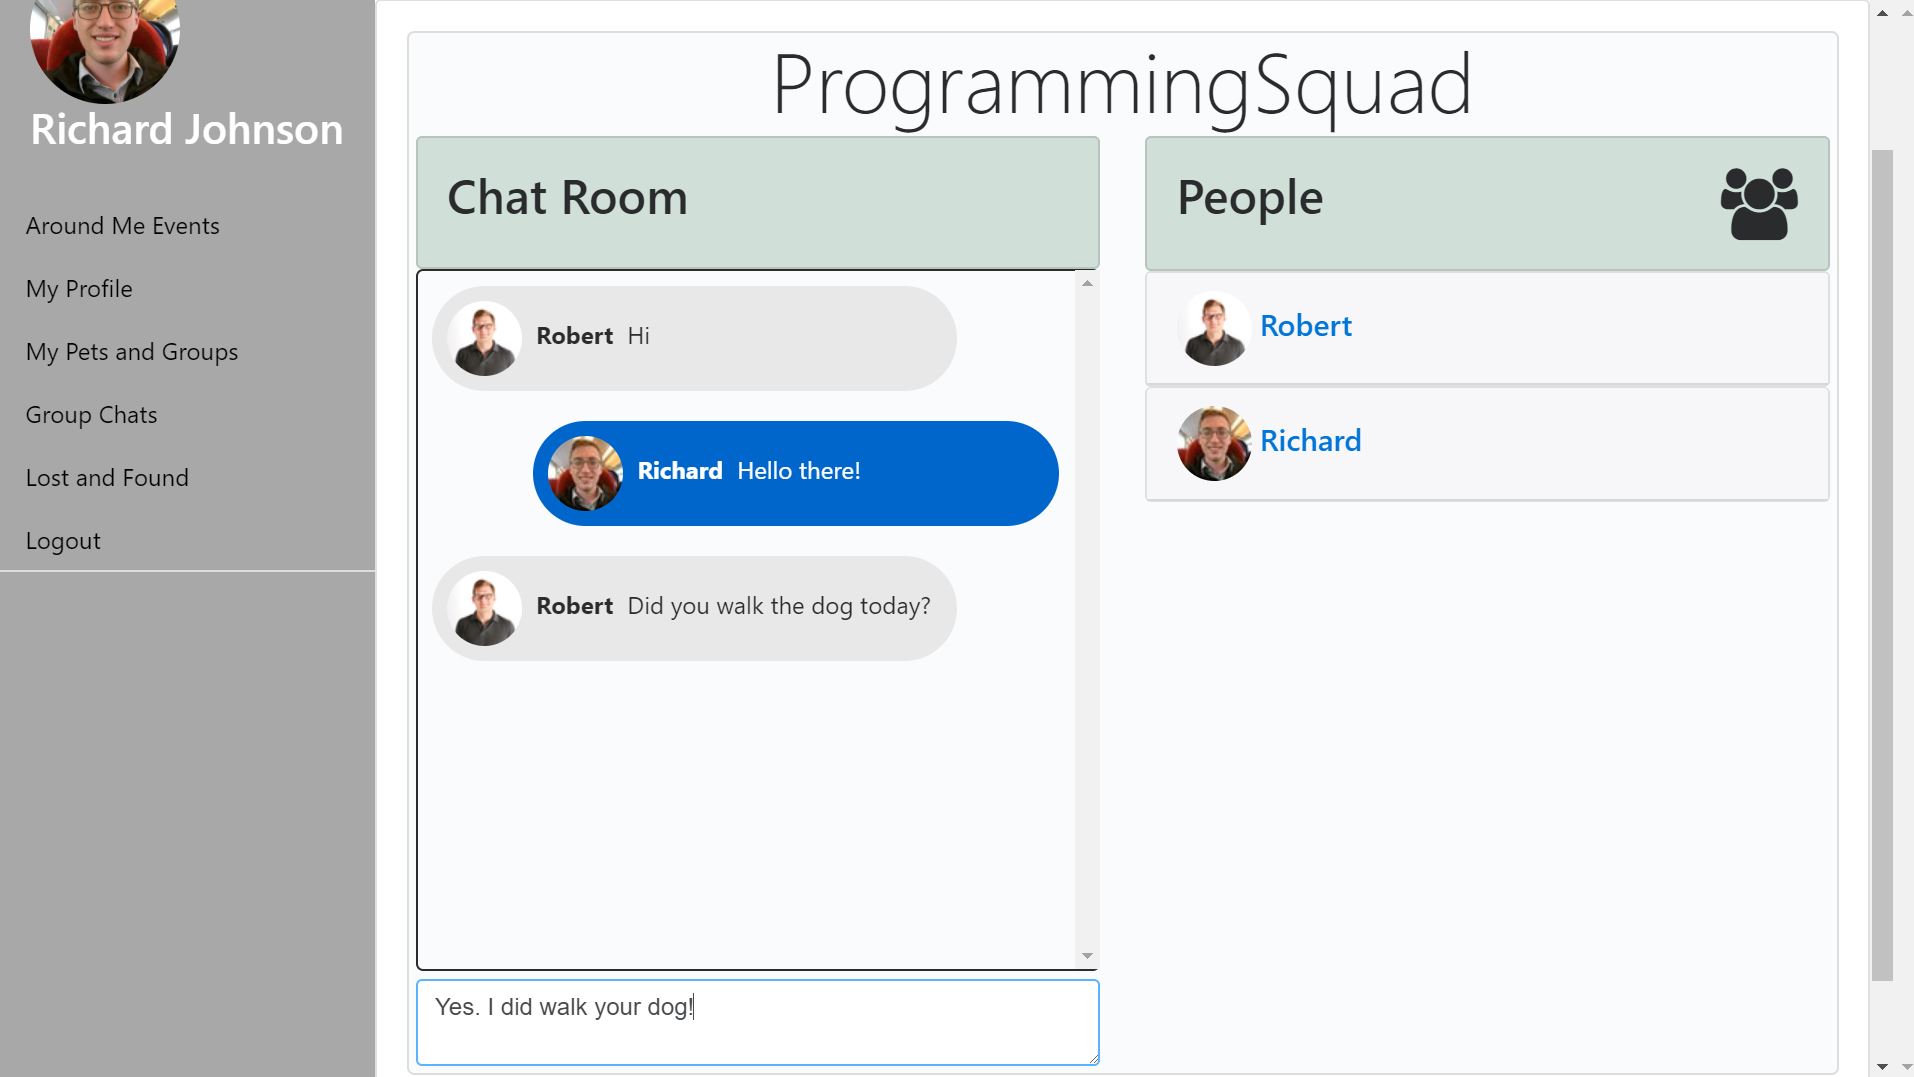 Richard Johnson
Around Me Events
My Profile
My Pets and Groups
Group Chats
Lost and Found
Logout
ProgrammingSquad
Chat Room
Robert Hi
Richard Hello there!
Robert Did you walk the dog today?
Yes. I did walk your dog!
People
Robert
Richard